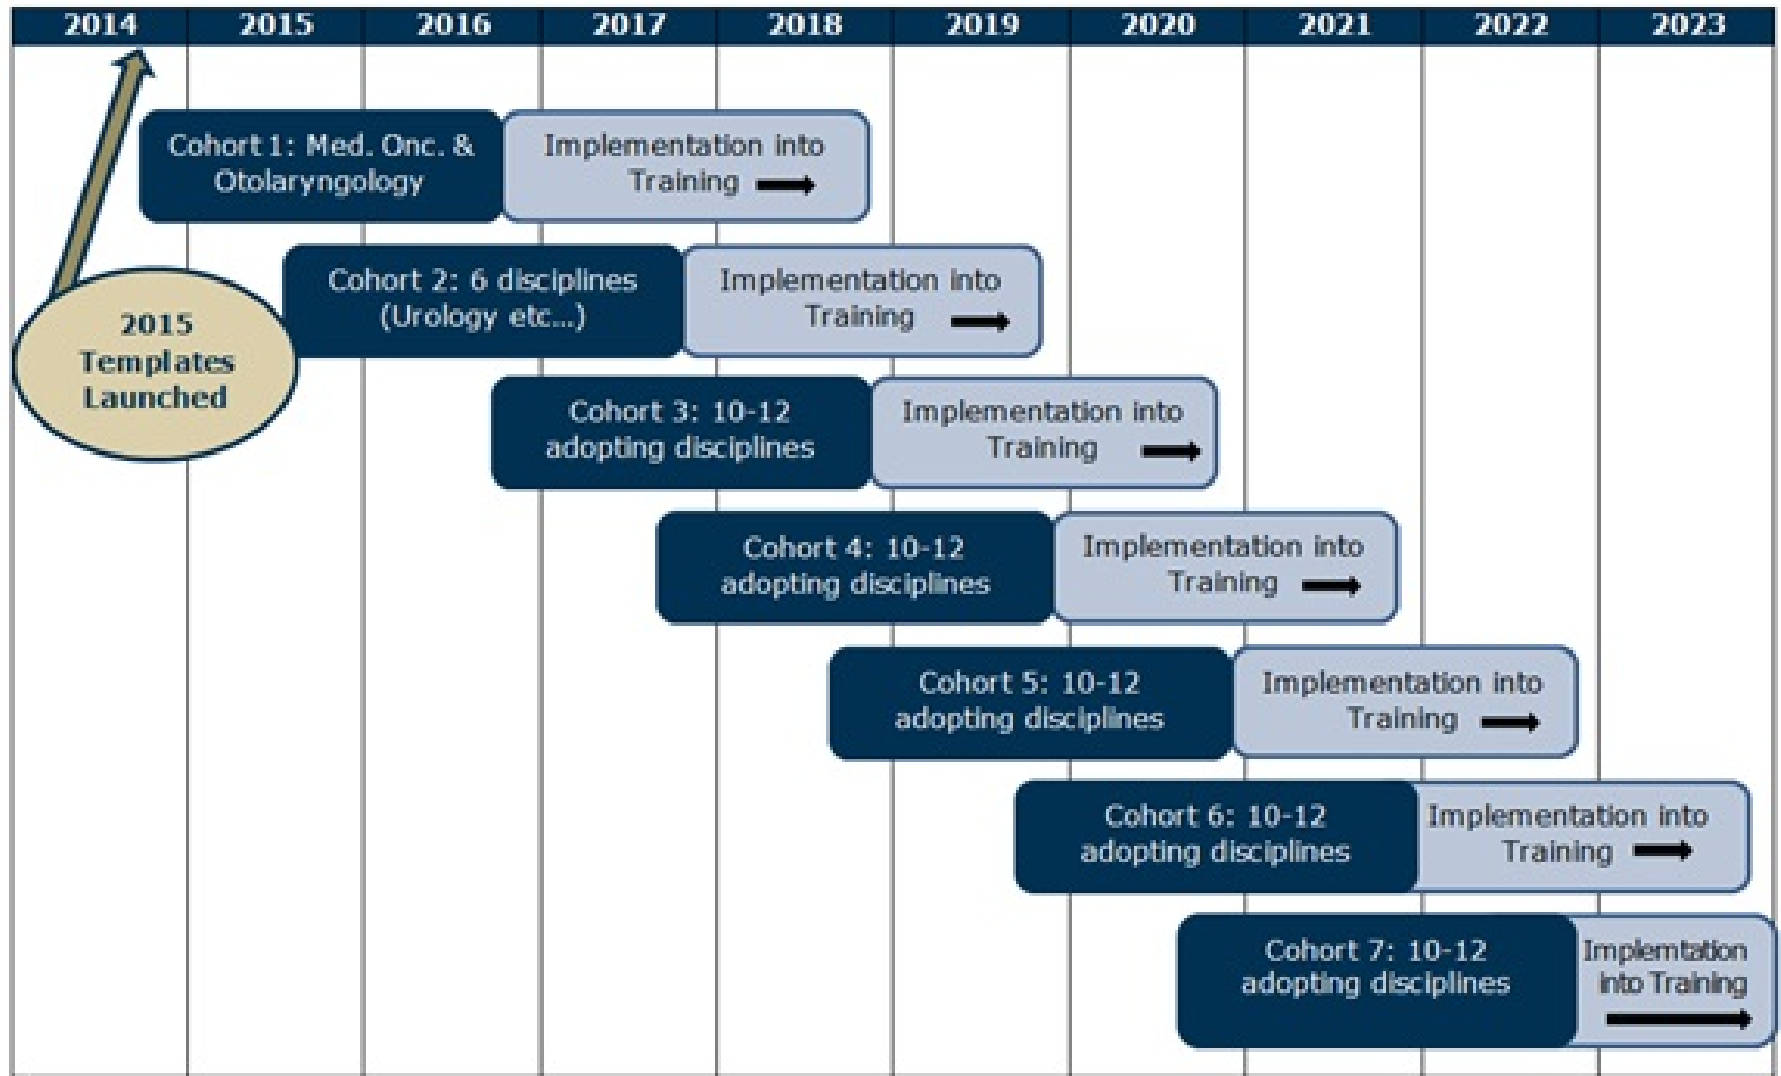 2014 2015 2016 2017 2018 2019 2020 2021 2022 2023
Cohort 1: Med. Onc. &
Otolaryngology
Implementation into
Training
Cohort 2: 6 disciplines
(Urology etc...)
Implementation into
Training
2015
Templates
Launched
Cohort 3: 10-12
adopting disciplines
Implementation into
Training
Cohort 4: 10-12
adopting disciplines
Implementation into
Training
Cohort 5: 10-12
adopting disciplines
Implementation into
Training
Cohort 6: 10-12
adopting disciplines
Implementation into
Training
Cohort 7: 10-12
adopting disciplines
Implemtation
into Training